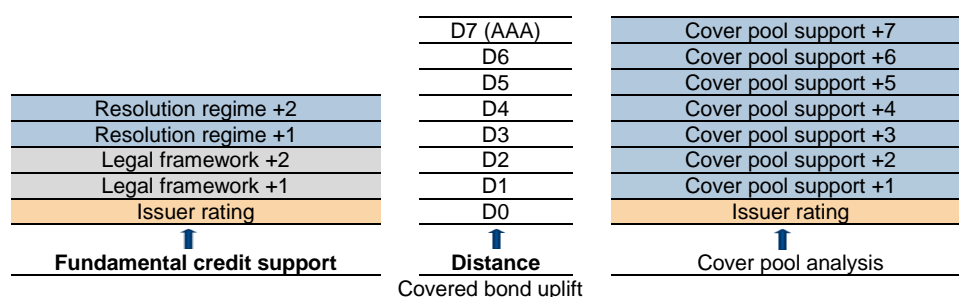 D7 (AAA) Cover pool support +7
D6 Cover pool support +6
D5 Cover pool support +5
Resolution regime +2 D4 Cover pool support +4
Resolution regime +1 D3 Cover pool support +3
Legal framework +2 D2 Cover pool support +2
Legal framework +1 D1 Cover pool support +1
Issuer rating D0 Issuer rating
Fundamental credit support Distance Cover pool analysis
Covered bond uplift